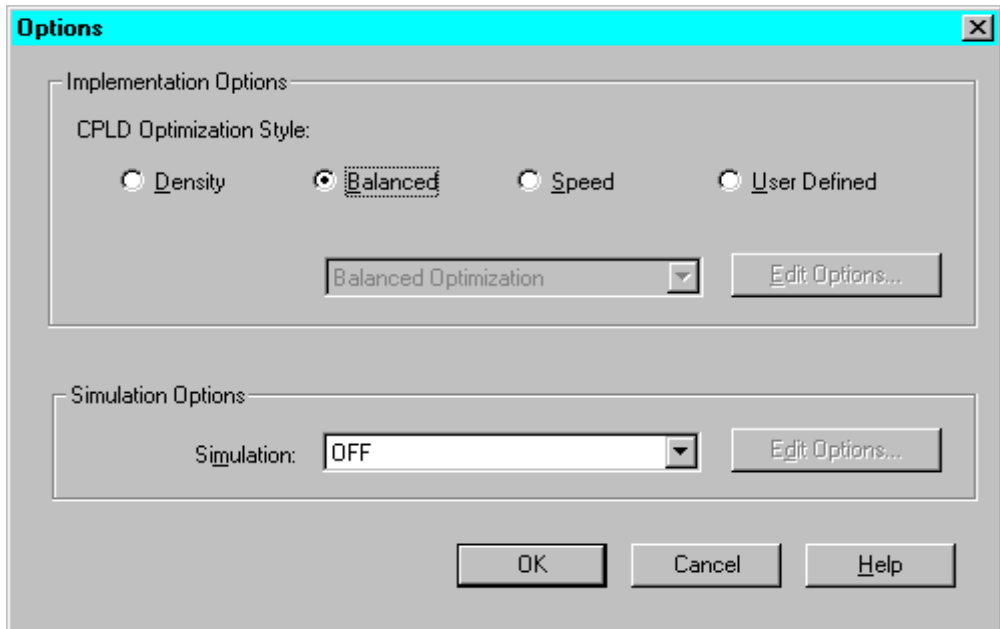 Options
Implementation Options
CPLD Optimization Style:
Density Balanced Speed User Defined
Balanced Optimization Edit Options...
Simulation Options
Simulation: OFF Edit Options...
OK Cancel Help